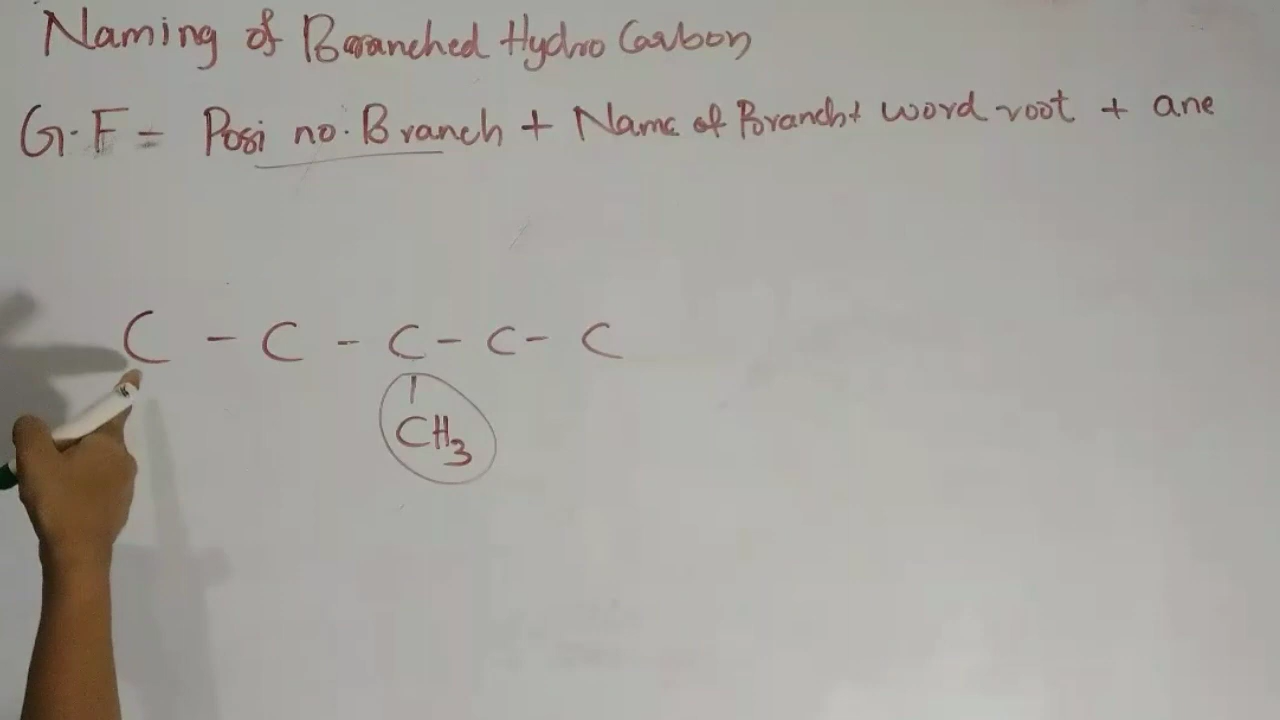 Naming of Branched Hydro Carbon
G.F = Posi no. Branch + Name of Branch + word root + ane
C - C - C - C - C
CH3